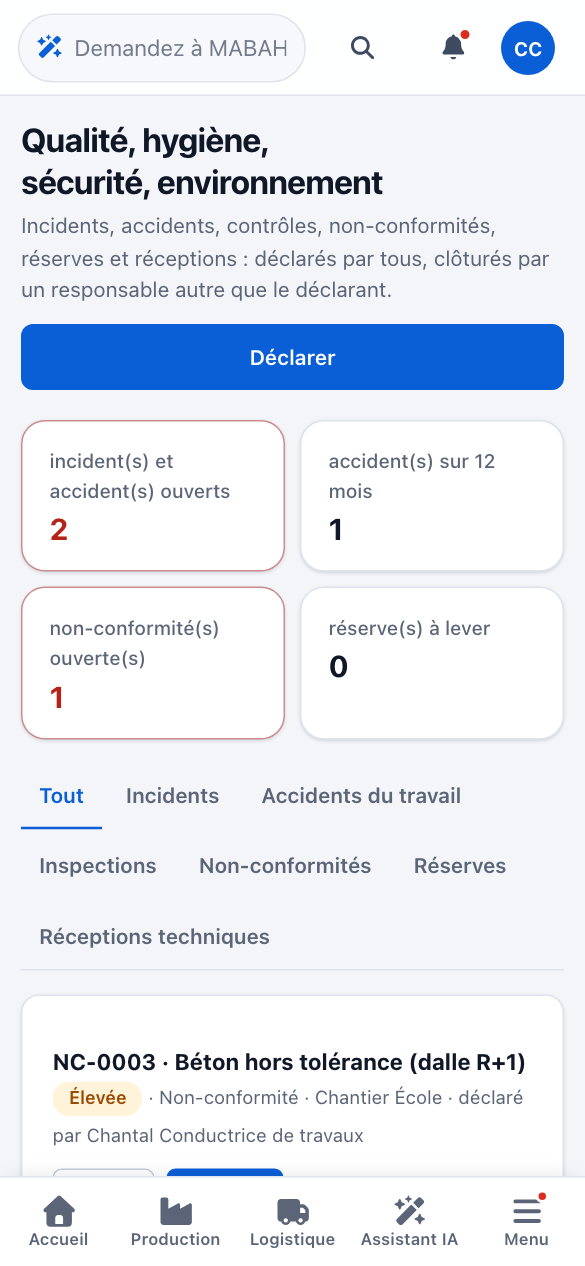 Demandez à MABAH
CC
Qualité, hygiène,
sécurité, environnement
Incidents, accidents, contrôles, non-conformités,
réserves et réceptions : déclarés par tous, clôturés par
un responsable autre que le déclarant.
Déclarer
incident(s) et
accident(s) ouverts
2
accident(s) sur 12
mois
1
non-conformité(s)
ouverte(s)
1
réserve(s) à lever
0
Tout Incidents Accidents du travail
Inspections Non-conformités Réserves
Réceptions techniques
NC-0003 · Béton hors tolérance (dalle R+1)
Élevée · Non-conformité · Chantier École · déclaré
par Chantal Conductrice de travaux
Accueil Production Logistique Assistant IA Menu